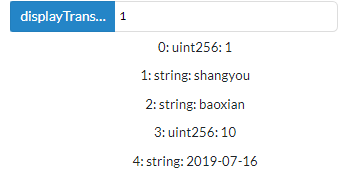 displayTrans... 1
0: uint256: 1
1: string: shangyou
2: string: baoxian
3: uint256: 10
4: string: 2019-07-16